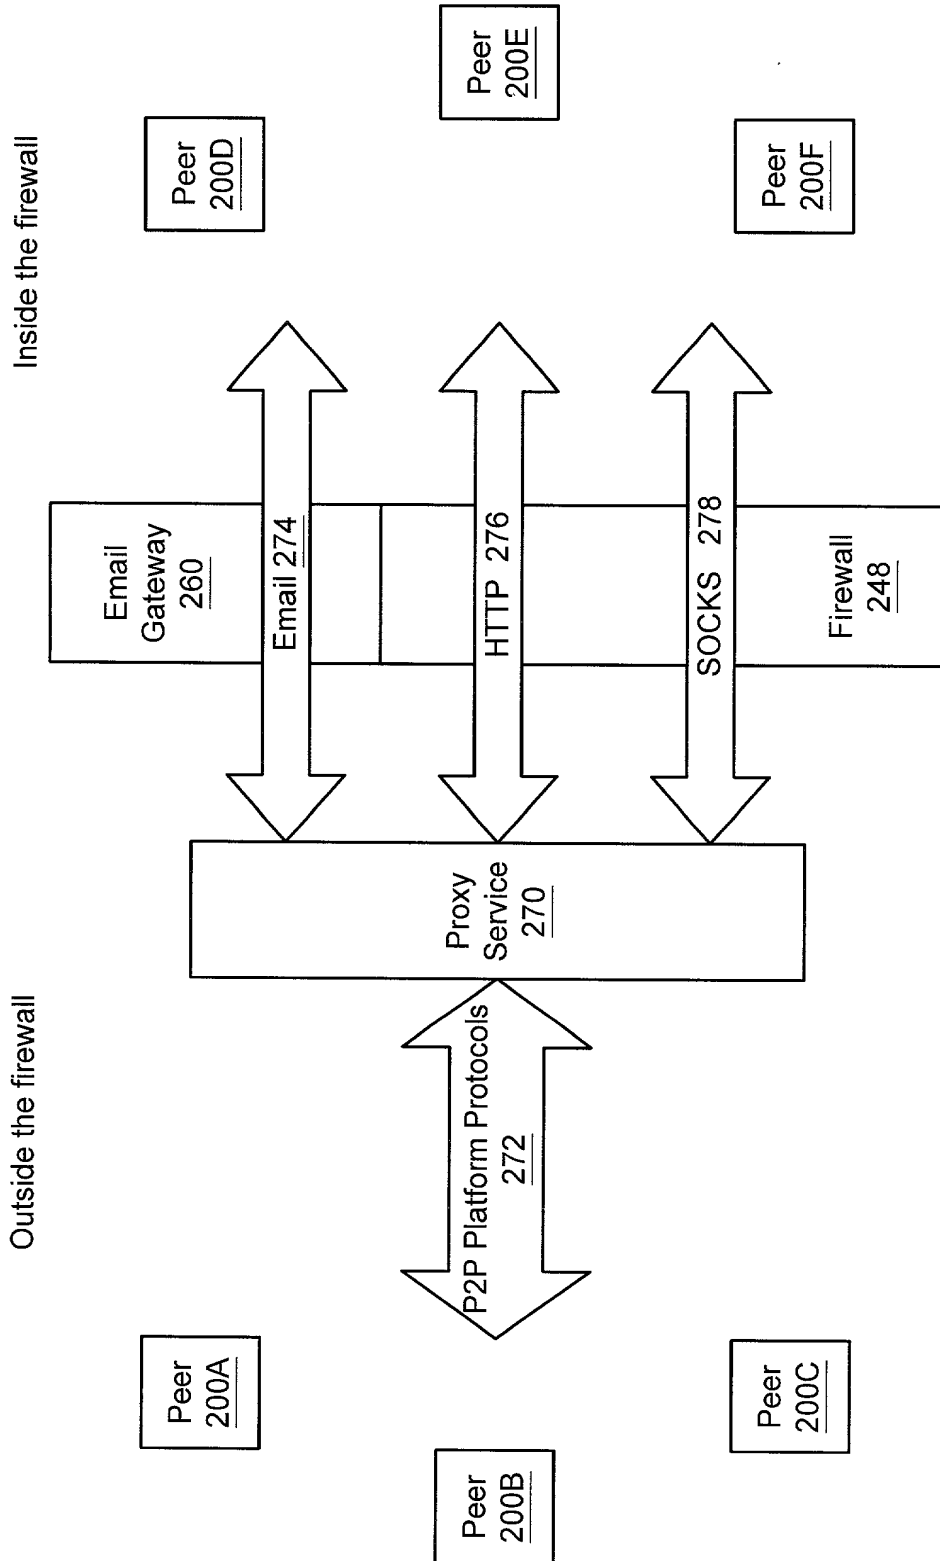 Outside the firewall
Inside the firewall
Peer
200A
Peer
200B
Peer
200C
P2P Platform Protocols
272
Proxy
Service
270
Email
Gateway
260
Email 274
HTTP 276
SOCKS 278
Firewall
248
Peer
200D
Peer
200E
Peer
200F